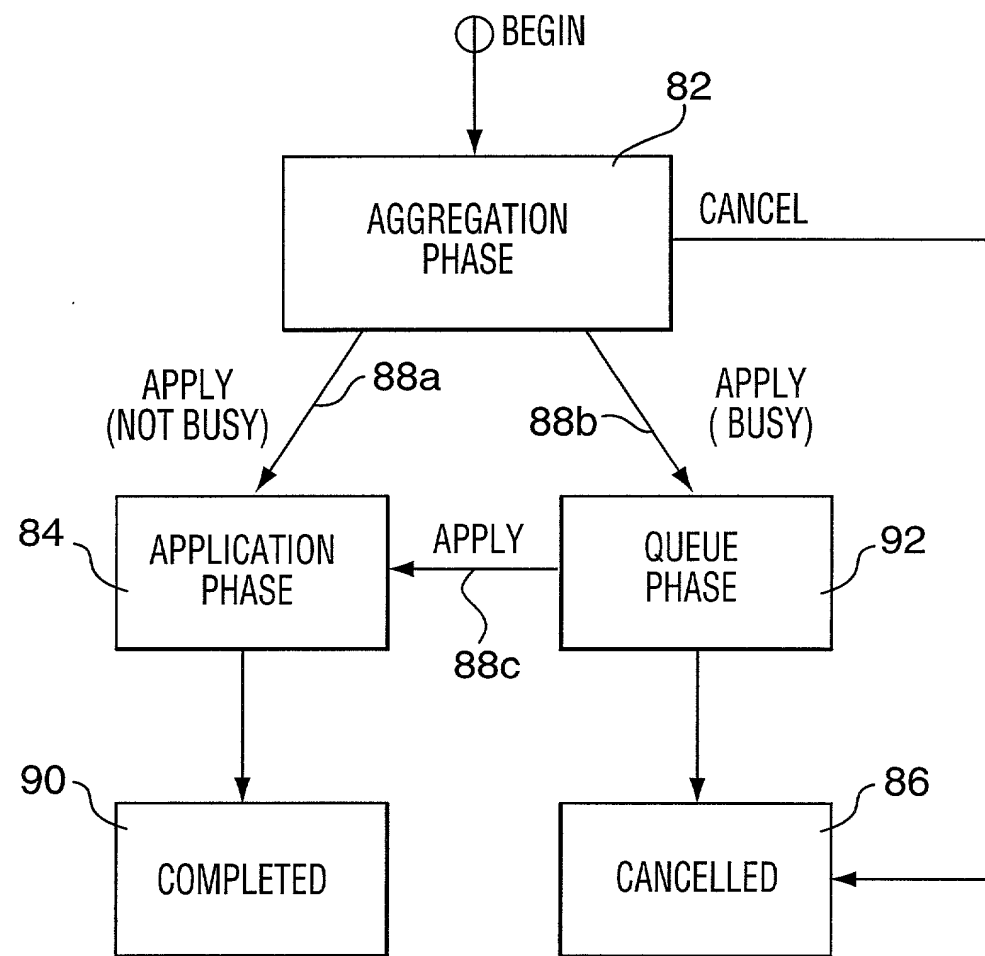 BEGIN
82
AGGREGATION
PHASE
CANCEL
APPLY
(NOT BUSY)
88a
88b
APPLY
( BUSY)
84
APPLICATION
PHASE
APPLY
88c
QUEUE
PHASE
92
90
COMPLETED
86
CANCELLED